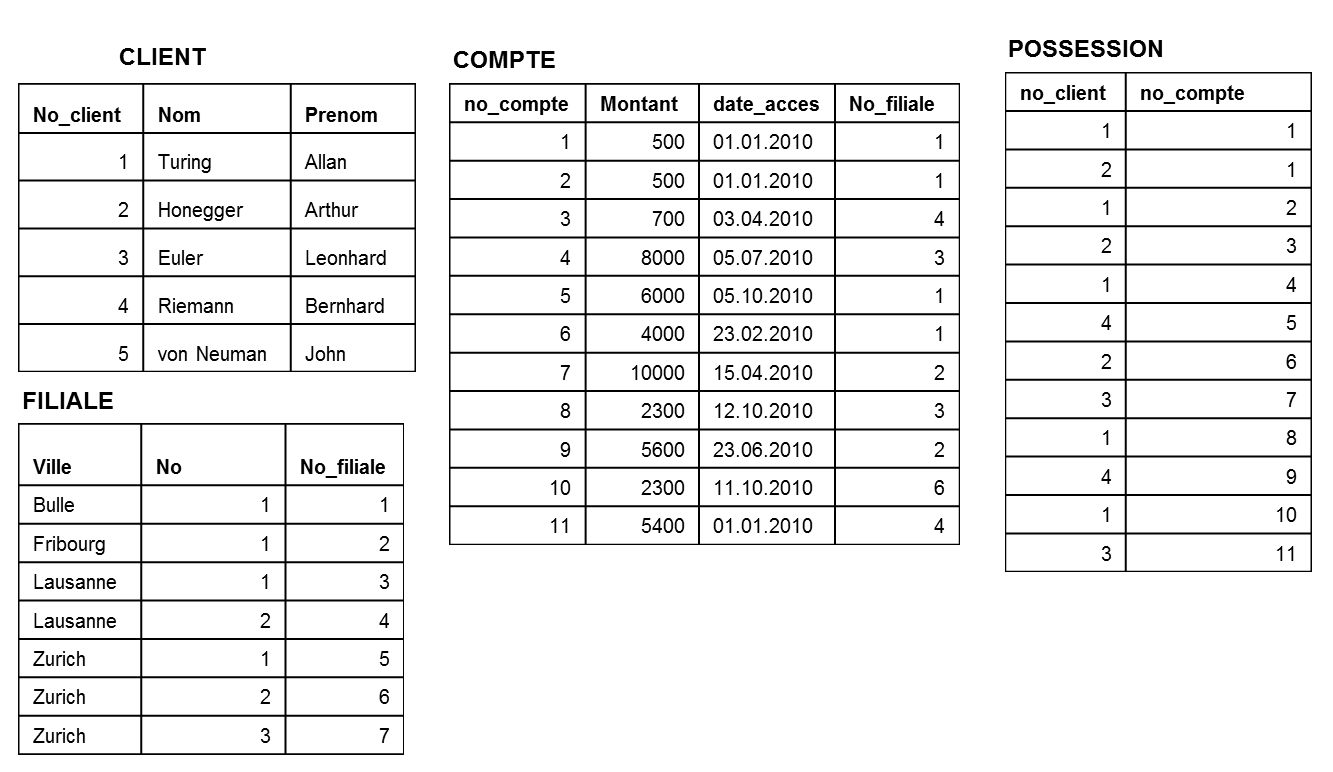 CLIENT
No_client Nom Prenom
1 Turing Allan
2 Honegger Arthur
3 Euler Leonhard
4 Riemann Bernhard
5 von Neuman John
FILIALE
Ville No No_filiale
Bulle 1 1
Fribourg 1 2
Lausanne 1 3
Lausanne 2 4
Zurich 1 5
Zurich 2 6
Zurich 3 7
COMPTE
no_compte Montant date_acces No_filiale
1 500 01.01.2010 1
2 500 01.01.2010 1
3 700 03.04.2010 4
4 8000 05.07.2010 3
5 6000 05.10.2010 1
6 4000 23.02.2010 1
7 10000 15.04.2010 2
8 2300 12.10.2010 3
9 5600 23.06.2010 2
10 2300 11.10.2010 6
11 5400 01.01.2010 4
POSSESSION
no_client no_compte
1 1
2 1
1 2
2 3
1 4
4 5
2 6
3 7
1 8
4 9
1 10
3 11